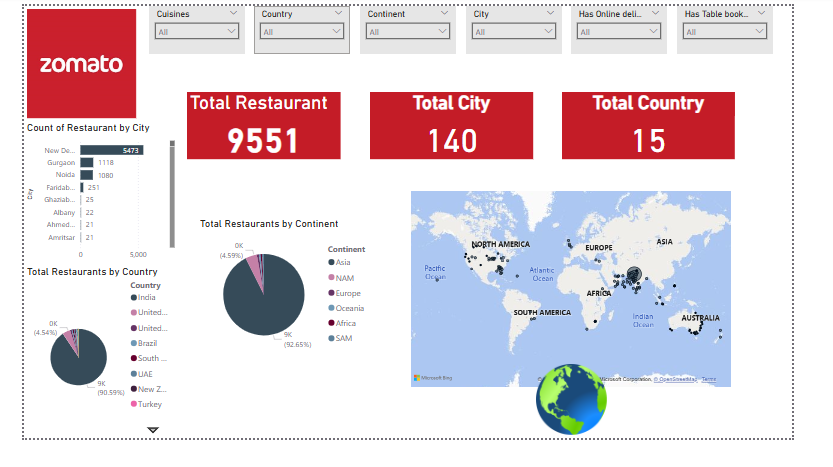 zomato
Cuisines
All
Country
All
Continent
All
City
All
Has Online deli...
All
Has Table book...
All
Total Restaurant
9551
Total City
140
Total Country
15
Count of Restaurant by City
City
New De... 5473
Gurgaon 1118
Noida 1080
Faridab... 251
Ghaziab... 25
Albany 22
Ahmed... 21
Amritsar 21
0 5,000
Total Restaurants by Country
0K
(4.54%)
9K
(90.59%)
Country
India
United...
United...
Brazil
South ...
UAE
New Z...
Turkey
Total Restaurants by Continent
0K
(4.59%)
9K
(92.65%)
Continent
Asia
NAM
Europe
Oceania
Africa
SAM
NORTH AMERICA
EUROPE
ASIA
Pacific
Ocean
Atlantic
Ocean
AFRICA
SOUTH AMERICA
Indian
Ocean
AUSTRALIA
Microsoft Bing
Microsoft Corporation, © OpenStreetMap Terms